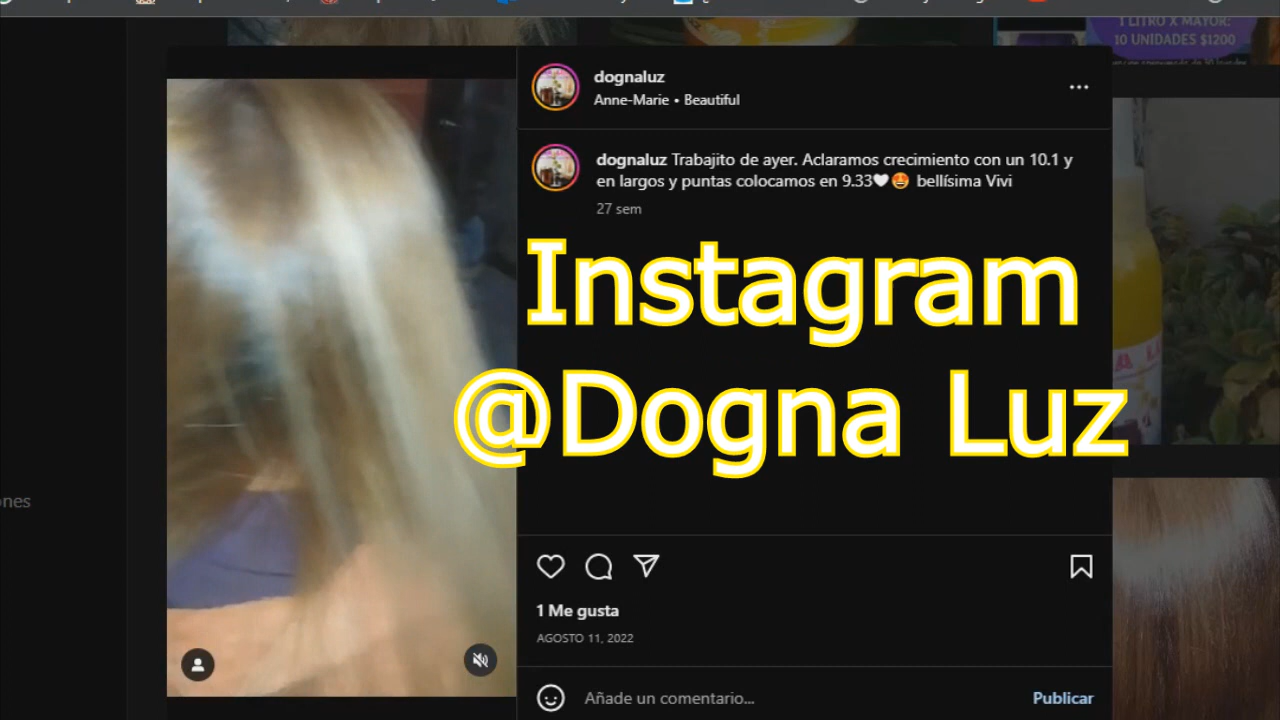 1 LITRO X MAYOR:
10 UNIDADES $1200
dognaluz
Anne-Marie • Beautiful
dognaluz Trabajito de ayer. Aclaramos crecimiento con un 10.1 y
en largos y puntas colocamos en 9.33🤍🤩 bellísima Vivi
27 sem
Instagram
@Dogna Luz
ones
1 Me gusta
AGOSTO 11, 2022
Añade un comentario...
Publicar